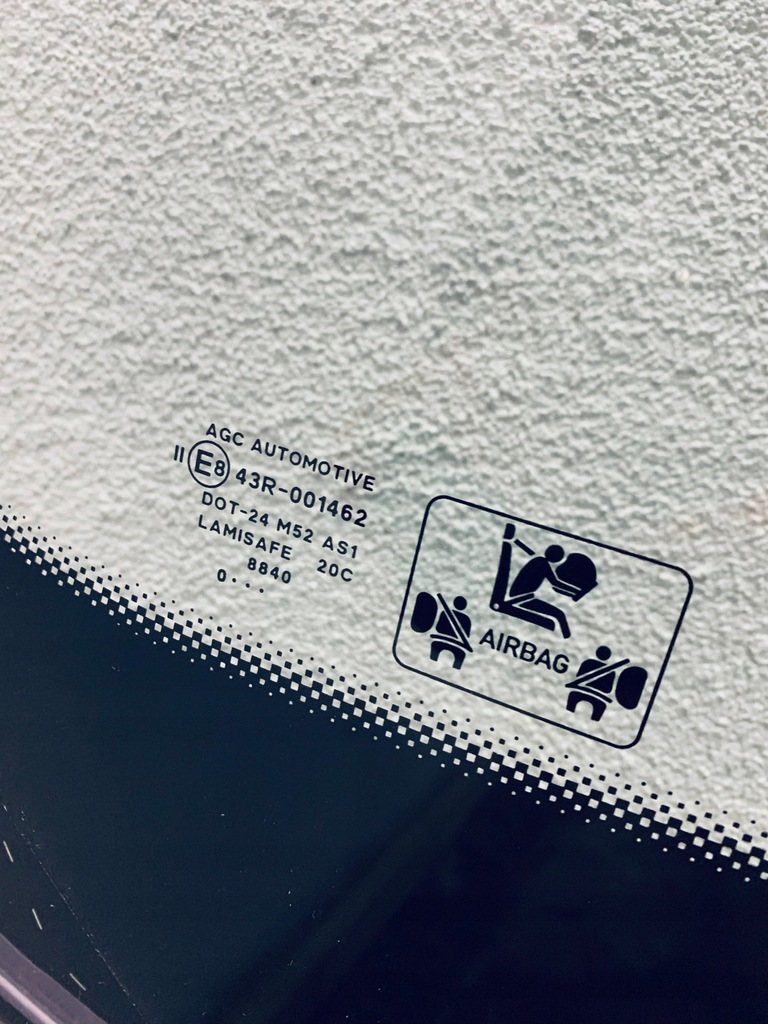 AGC AUTOMOTIVE
II E8 43R-001462
DOT-24 M52 AS1
LAMISAFE 20C
8840
0···
AIRBAG